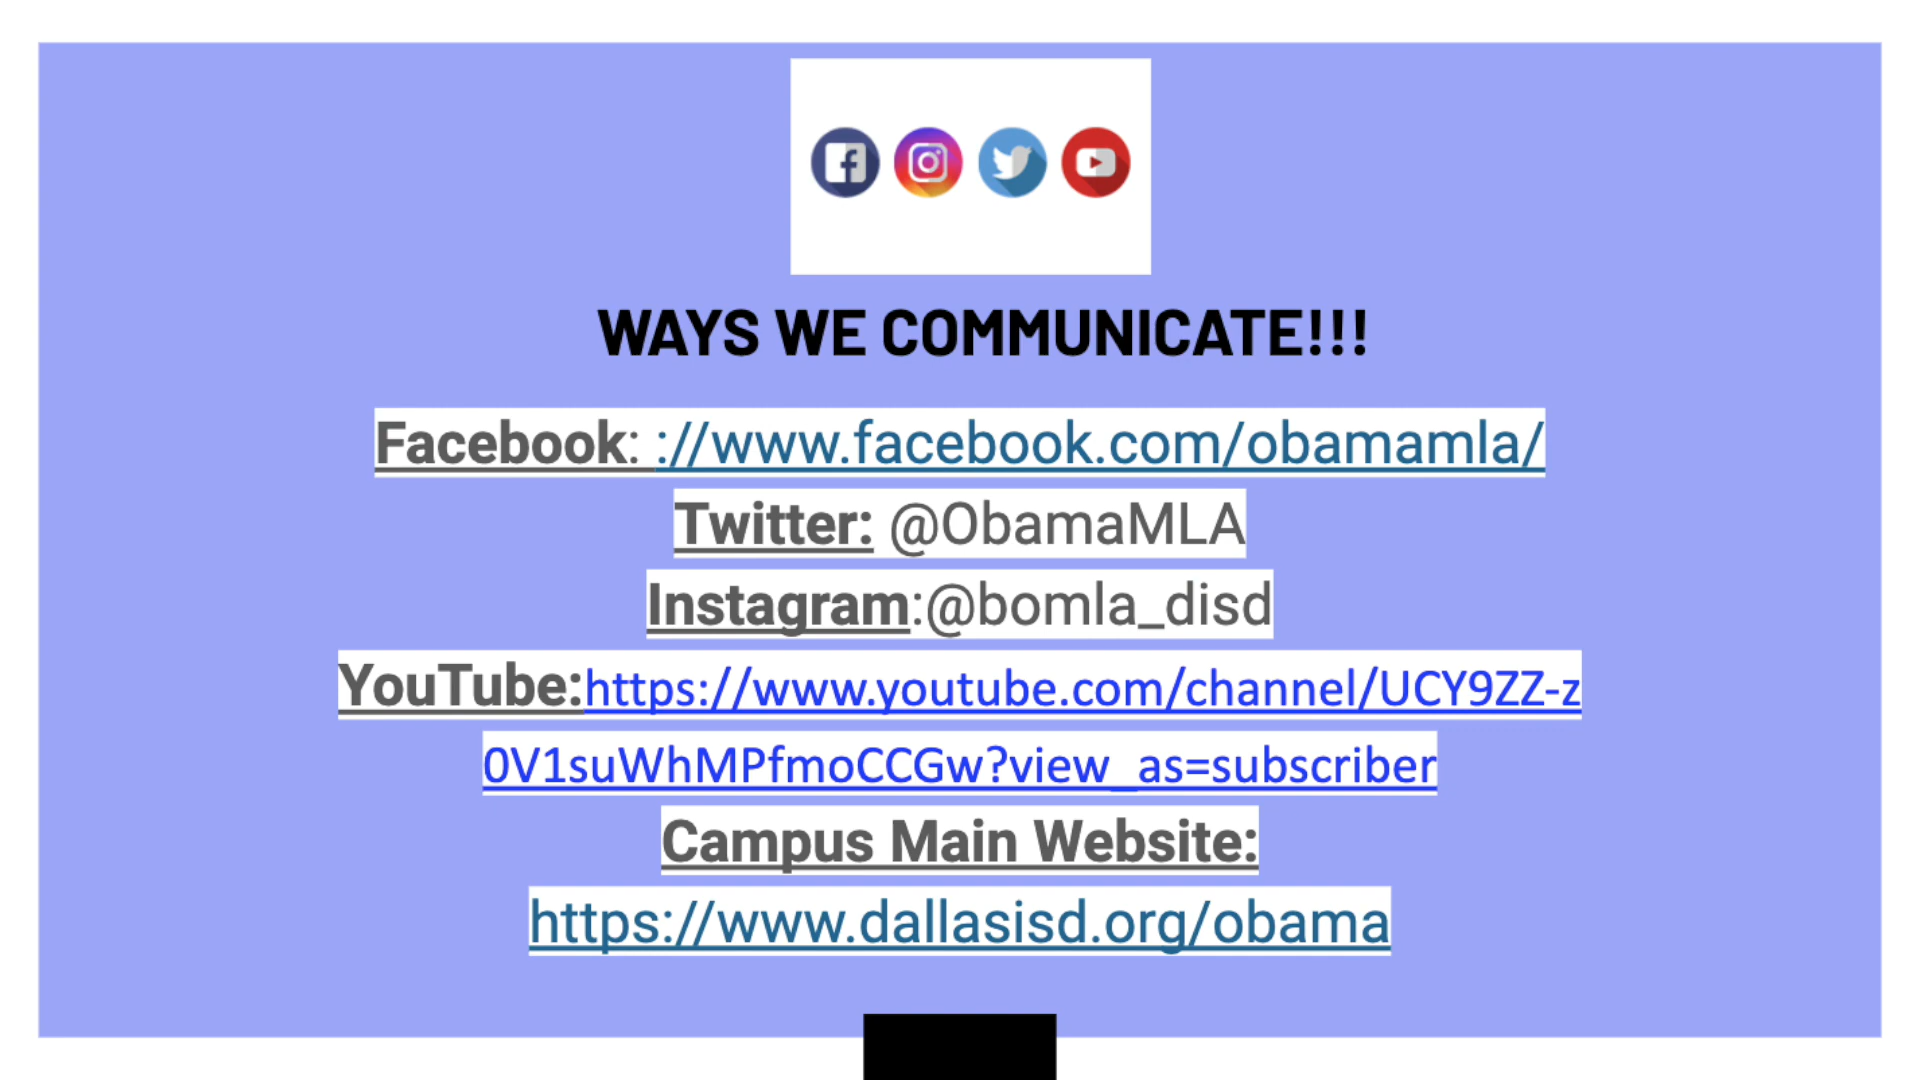 WAYS WE COMMUNICATE!!!
Facebook: ://www.facebook.com/obamamla/
Twitter: @ObamaMLA
Instagram:@bomla_disd
YouTube:https://www.youtube.com/channel/UCY9ZZ-z
0V1suWhMPfmoCCGw?view_as=subscriber
Campus Main Website:
https://www.dallasisd.org/obama